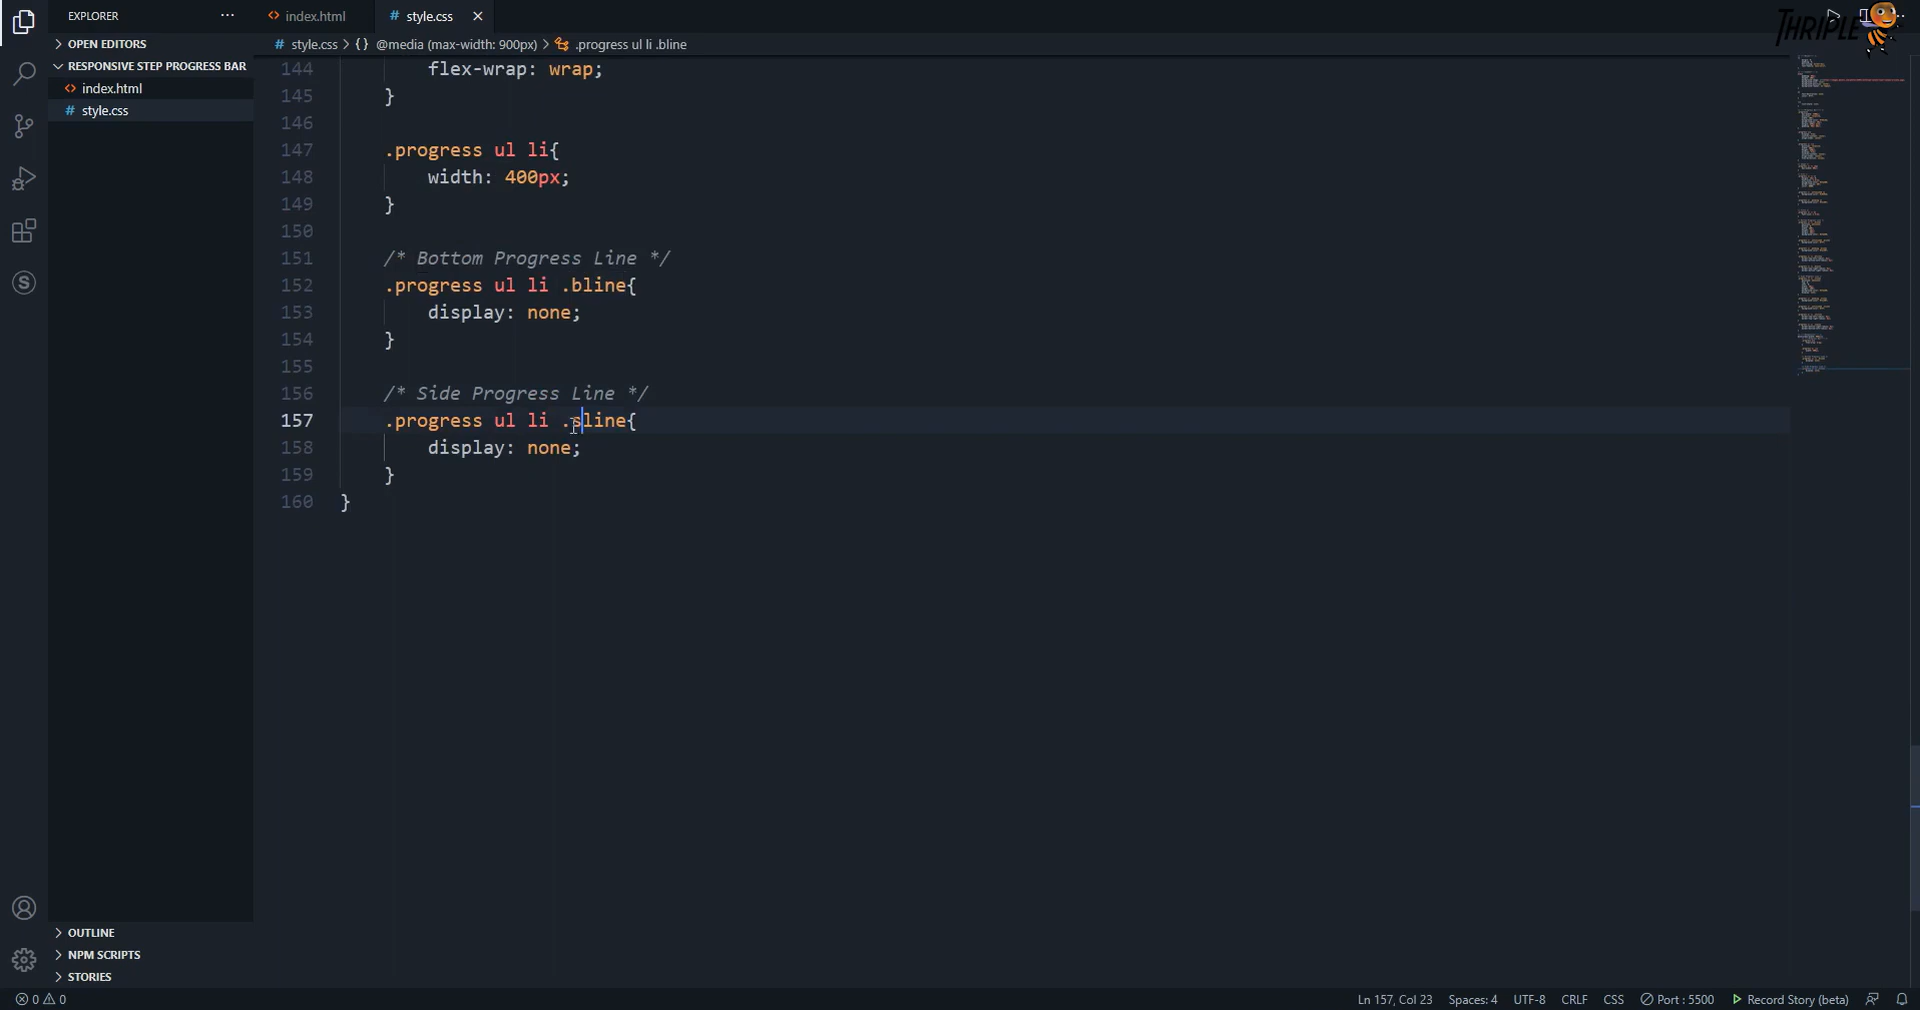 EXPLORER
index.html
style.css
THRIPLE
OPEN EDITORS
style.css > {} @media (max-width: 900px) > .progress ul li .bline
RESPONSIVE STEP PROGRESS BAR
index.html
style.css
144 flex-wrap: wrap;
145 }
146
147 .progress ul li{
148 width: 400px;
149 }
150
151 /* Bottom Progress Line */
152 .progress ul li .bline{
153 display: none;
154 }
155
156 /* Side Progress Line */
157 .progress ul li .sline{
158 display: none;
159 }
160 }
OUTLINE
NPM SCRIPTS
STORIES
0 0
Ln 157, Col 23
Spaces: 4
UTF-8
CRLF
CSS
Port : 5500
Record Story (beta)